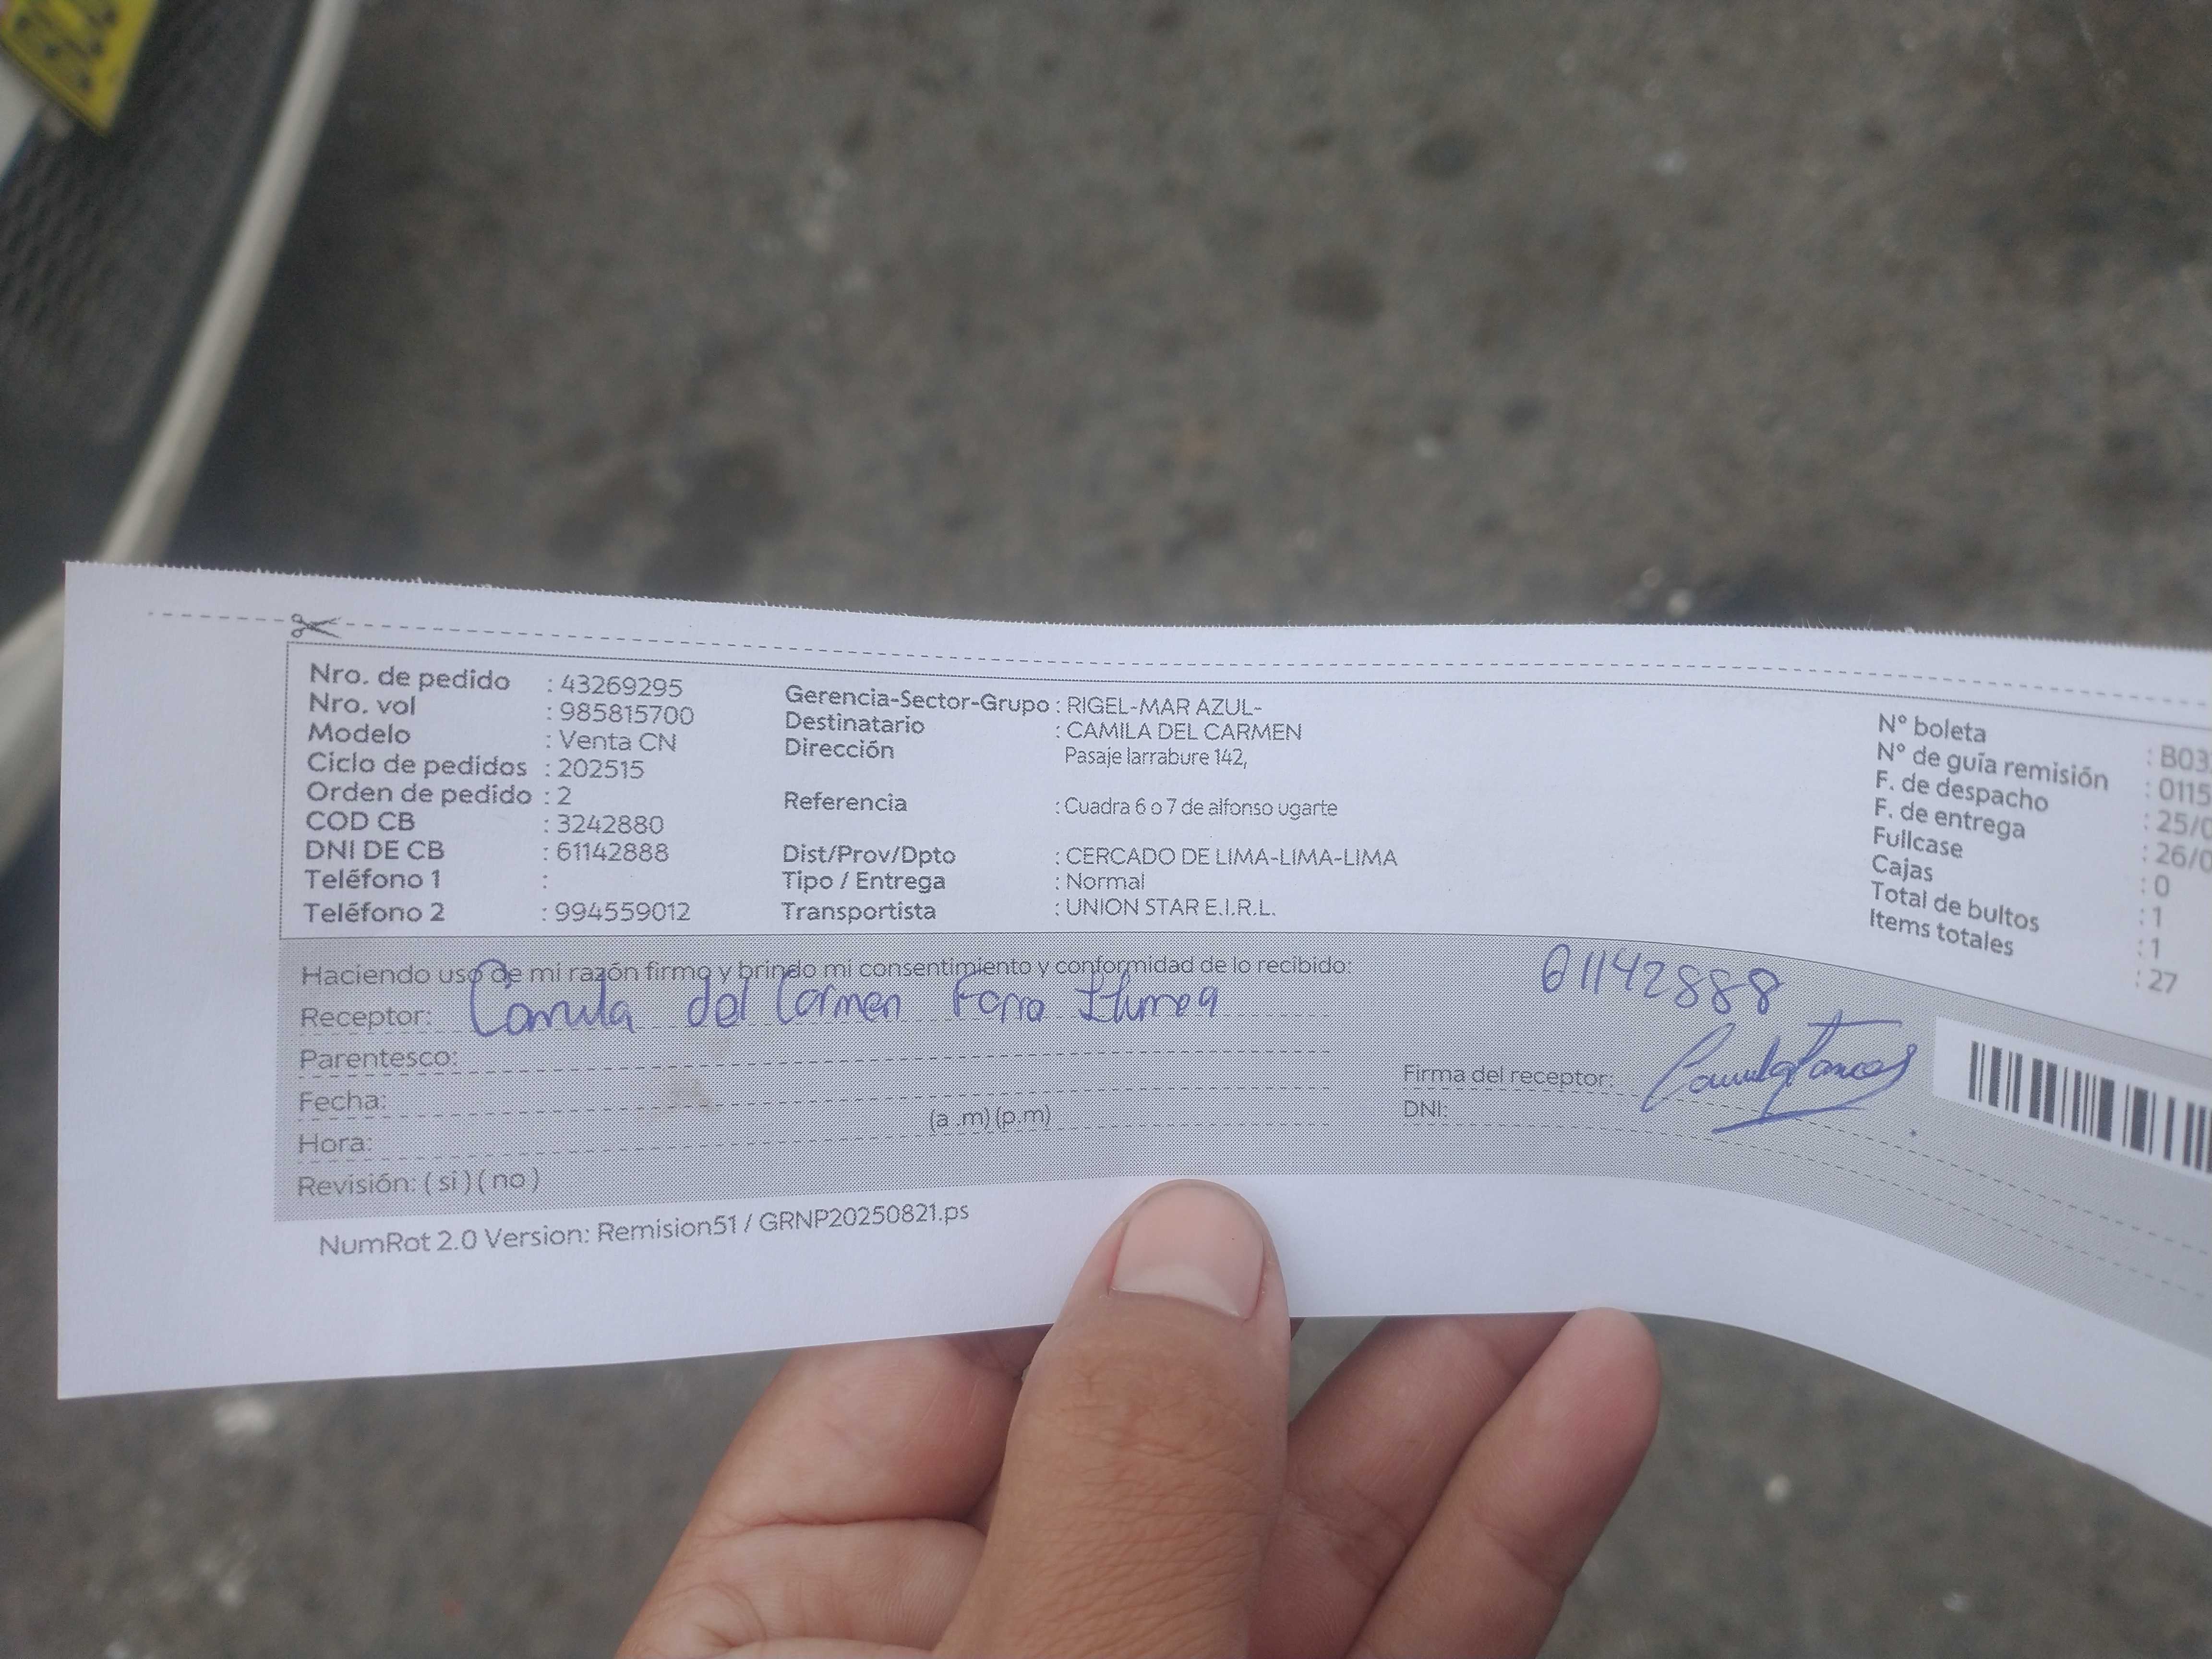 Nro. de pedido : 43269295
Nro. vol : 985815700
Modelo : Venta CN
Ciclo de pedidos : 202515
Orden de pedido : 2
COD CB : 3242880
DNI DE CB : 61142888
Teléfono 1 :
Teléfono 2 : 994559012
Gerencia-Sector-Grupo : RIGEL-MAR AZUL-
Destinatario : CAMILA DEL CARMEN
Dirección Pasaje larrabure 142,
Referencia : Cuadra 6 o 7 de alfonso ugarte
Dist/Prov/Dpto : CERCADO DE LIMA-LIMA-LIMA
Tipo / Entrega : Normal
Transportista : UNION STAR E.I.R.L.
N° boleta : B03
N° de guía remisión : 0115
F. de despacho : 25/0
F. de entrega : 26/0
Fullcase : 0
Cajas : 1
Total de bultos : 1
Items totales : 27
Haciendo uso de mi razón firmo y brindo mi consentimiento y conformidad de lo recibido:
Receptor: Camila del Carmen
Parentesco:
Fecha:
Hora: (a .m) (p.m)
Revisión: ( si ) ( no )
61142888
Firma del receptor:
DNI:
NumRot 2.0 Version: Remision51 / GRNP20250821.ps